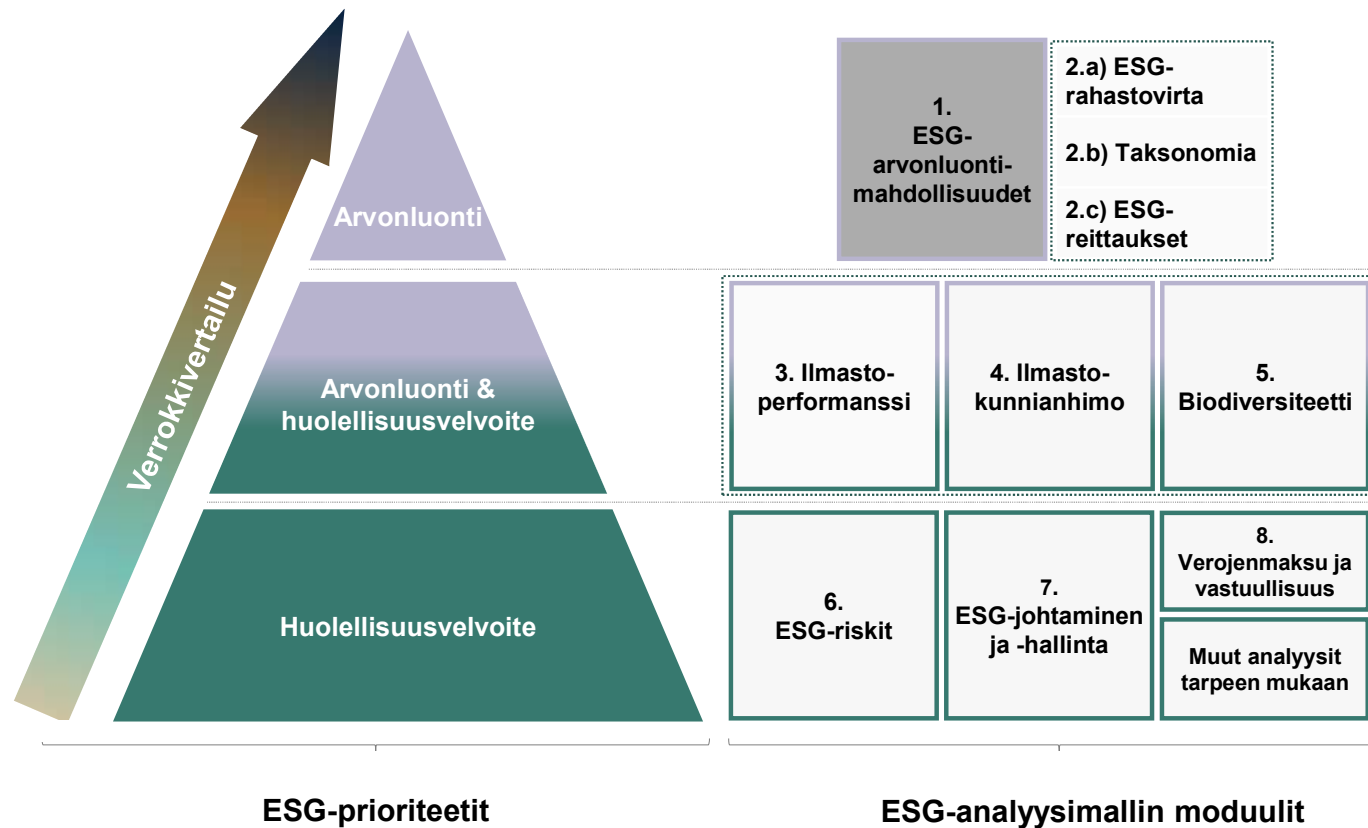 Verrokkivertailu
Arvonluonti
Arvonluonti &
huolellisuusvelvoite
Huolellisuusvelvoite
1.
ESG-
arvonluonti-
mahdollisuudet
2.a) ESG-
rahastovirta
2.b) Taksonomia
2.c) ESG-
reittaukset
3. Ilmasto-
performanssi
4. Ilmasto-
kunnianhimo
5.
Biodiversiteetti
6.
ESG-riskit
7.
ESG-johtaminen
ja -hallinta
8.
Verojenmaksu ja
vastuullisuus
Muut analyysit
tarpeen mukaan
ESG-prioriteetit
ESG-analyysimallin moduulit